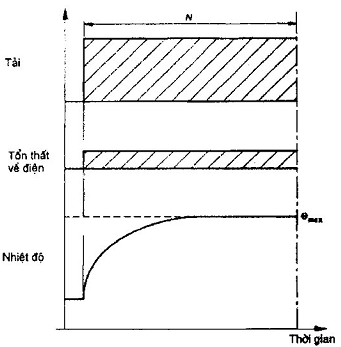 N
Tải
Tổn thất
về điện
θmax
Nhiệt độ
Thời gian